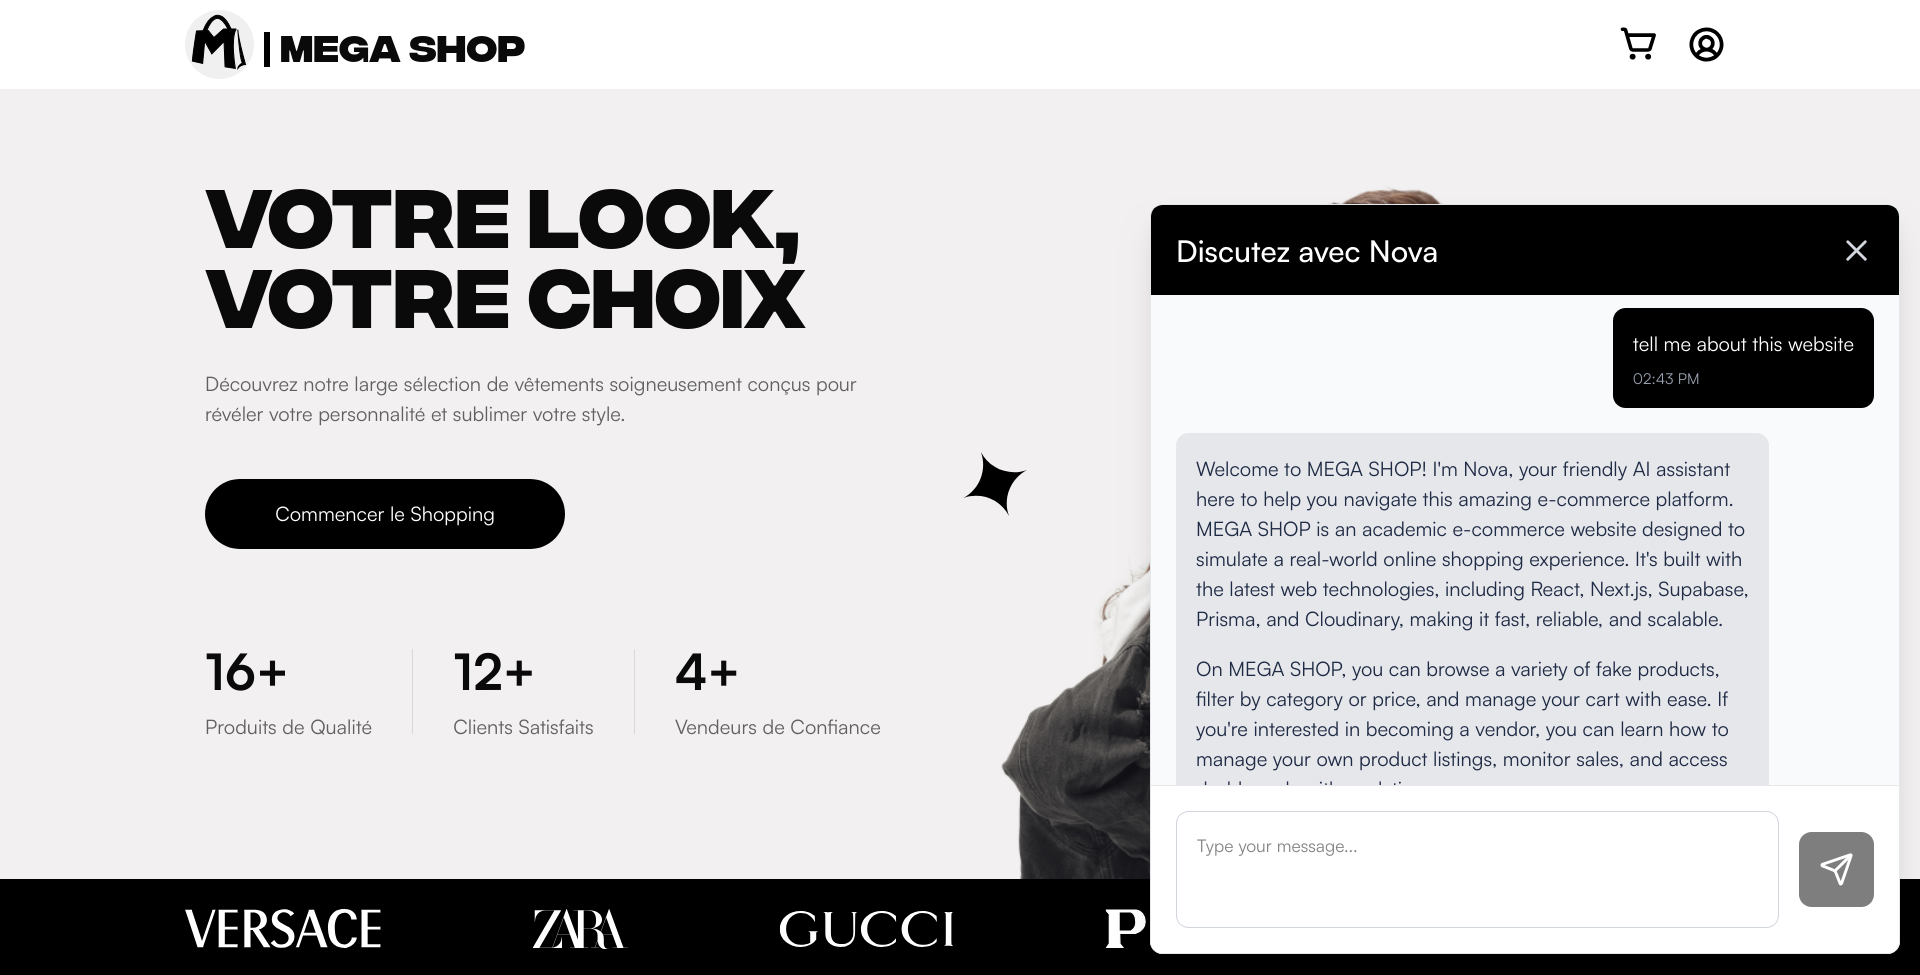 MEGA SHOP
VOTRE LOOK,
VOTRE CHOIX
Découvrez notre large sélection de vêtements soigneusement conçus pour
révéler votre personnalité et sublimer votre style.
Commencer le Shopping
16+
Produits de Qualité
12+
Clients Satisfaits
4+
Vendeurs de Confiance
VERSACE
ZARA
GUCCI
P
Discutez avec Nova
tell me about this website
02:43 PM
Welcome to MEGA SHOP! I'm Nova, your friendly AI assistant
here to help you navigate this amazing e-commerce platform.
MEGA SHOP is an academic e-commerce website designed to
simulate a real-world online shopping experience. It's built with
the latest web technologies, including React, Next.js, Supabase,
Prisma, and Cloudinary, making it fast, reliable, and scalable.
On MEGA SHOP, you can browse a variety of fake products,
filter by category or price, and manage your cart with ease. If
you're interested in becoming a vendor, you can learn how to
manage your own product listings, monitor sales, and access
Type your message...